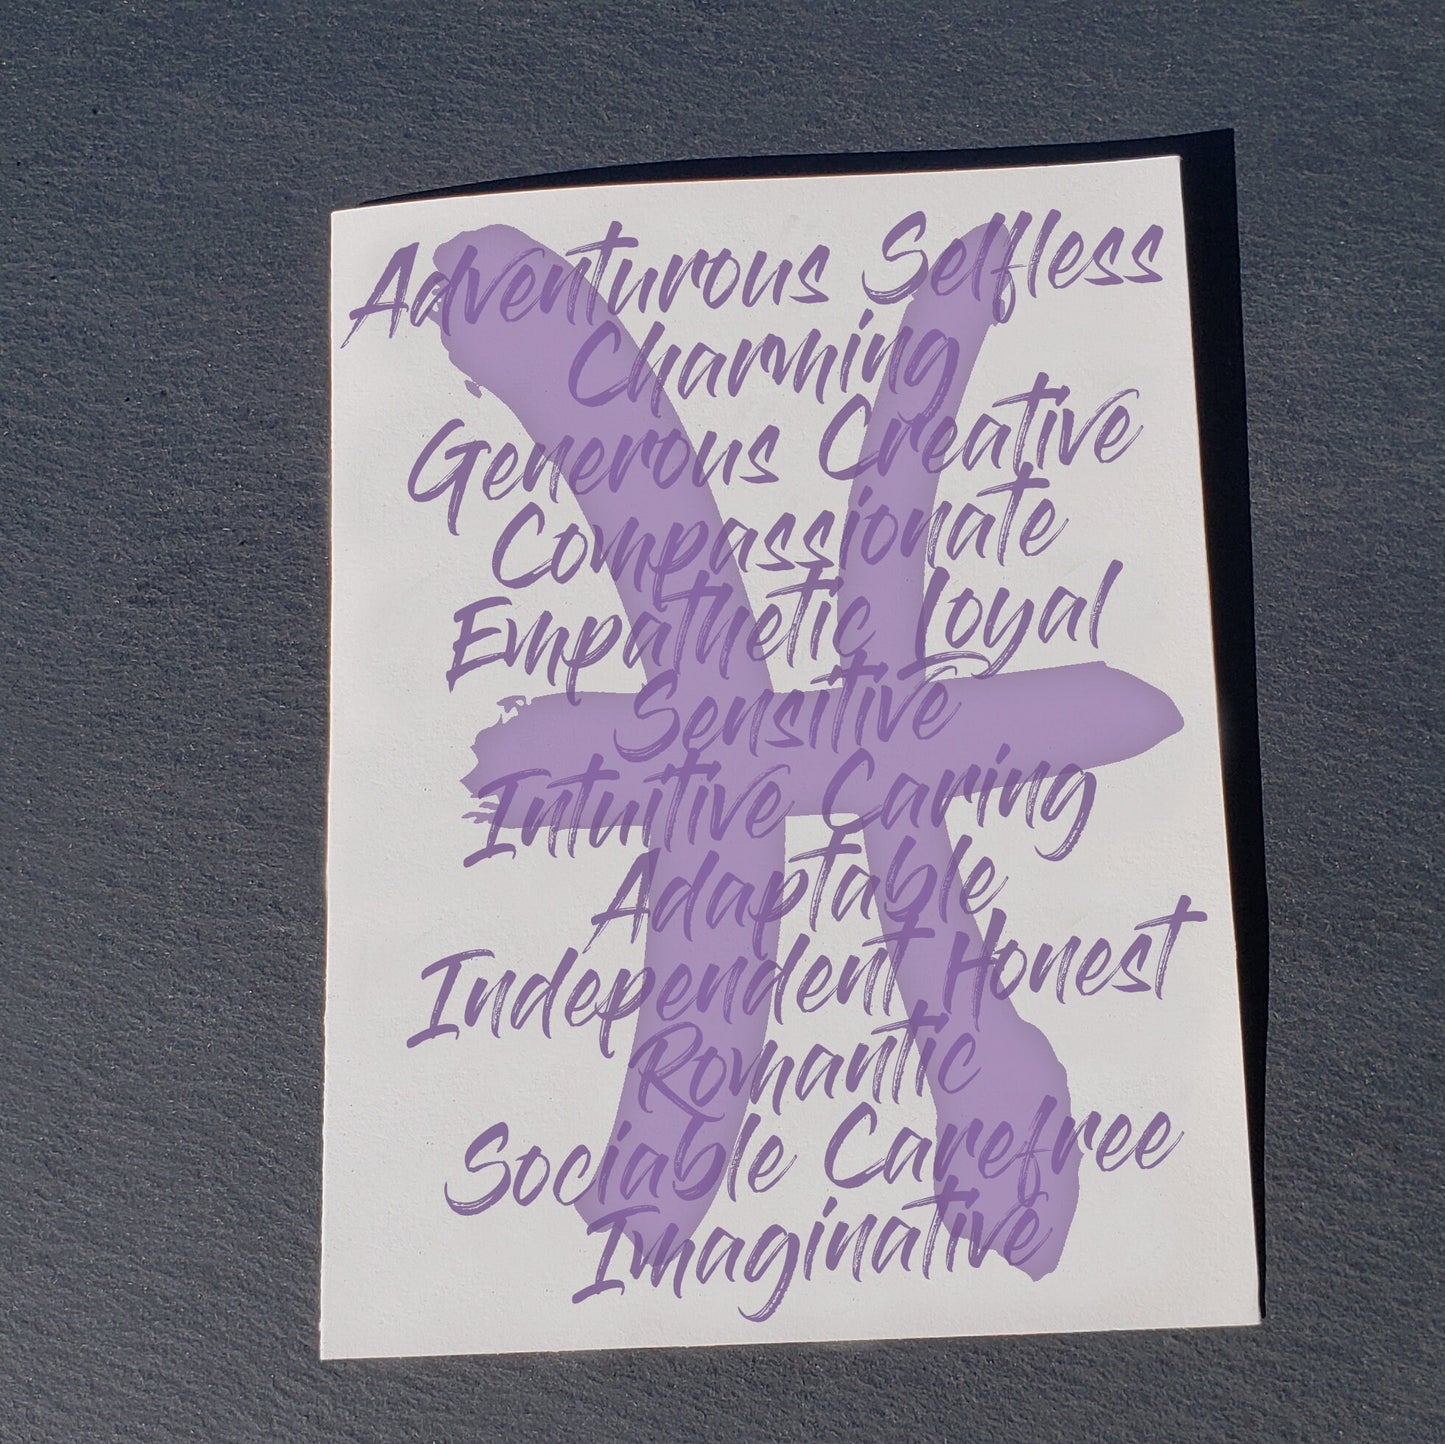 Adventurous Selfless
Charming
Generous Creative
Compassionate
Empathetic Loyal
Sensitive
Intuitive Caring
Adaptable
Independent Honest
Romantic
Sociable Carefree
Imaginative